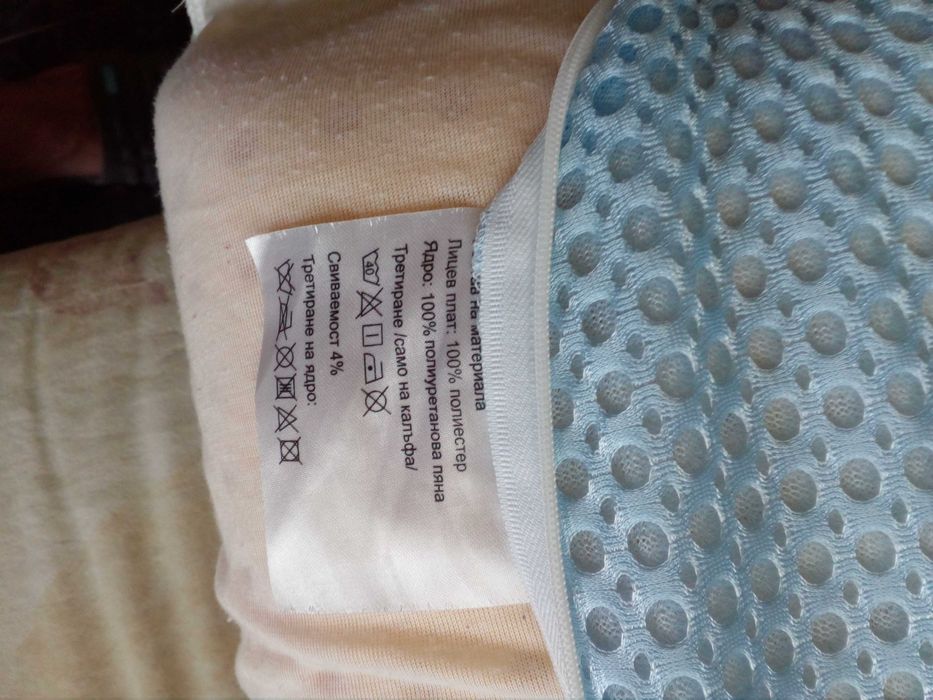 на материала
Лицев плат: 100% полиестер
Ядро: 100% полиуретанова пяна
Третиране /само на калъфа/
40
Свиваемост 4%
Третиране на ядро: